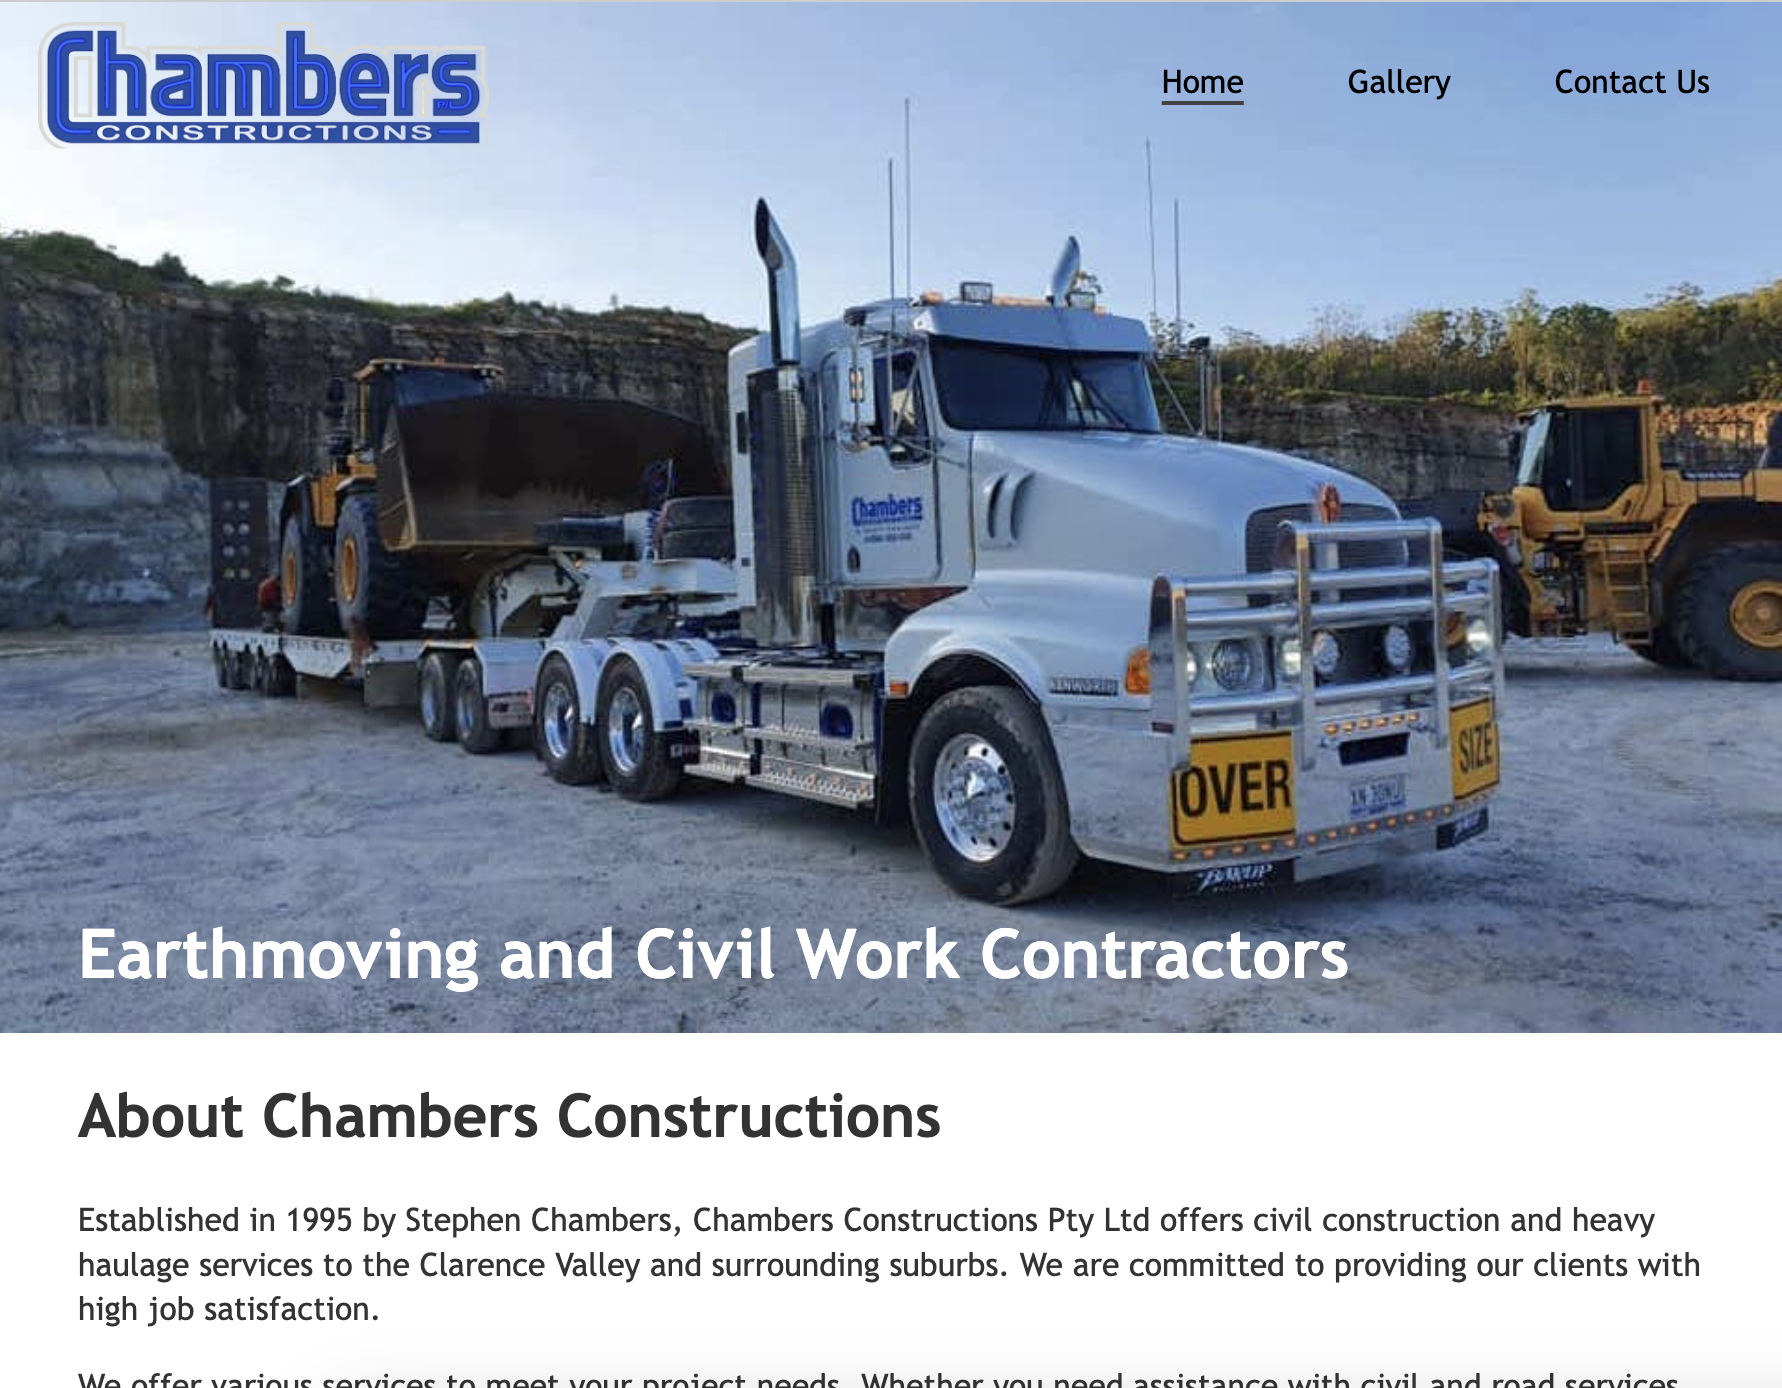 Chambers
P/L
CONSTRUCTIONS
Home
Gallery
Contact Us
Chambers
VOLVO
KENWORTH
OVER
SIZE
Earthmoving and Civil Work Contractors
About Chambers Constructions
Established in 1995 by Stephen Chambers, Chambers Constructions Pty Ltd offers civil construction and heavy
haulage services to the Clarence Valley and surrounding suburbs. We are committed to providing our clients with
high job satisfaction.
We offer various services to meet your project needs. Whether you need assistance with civil and road services,